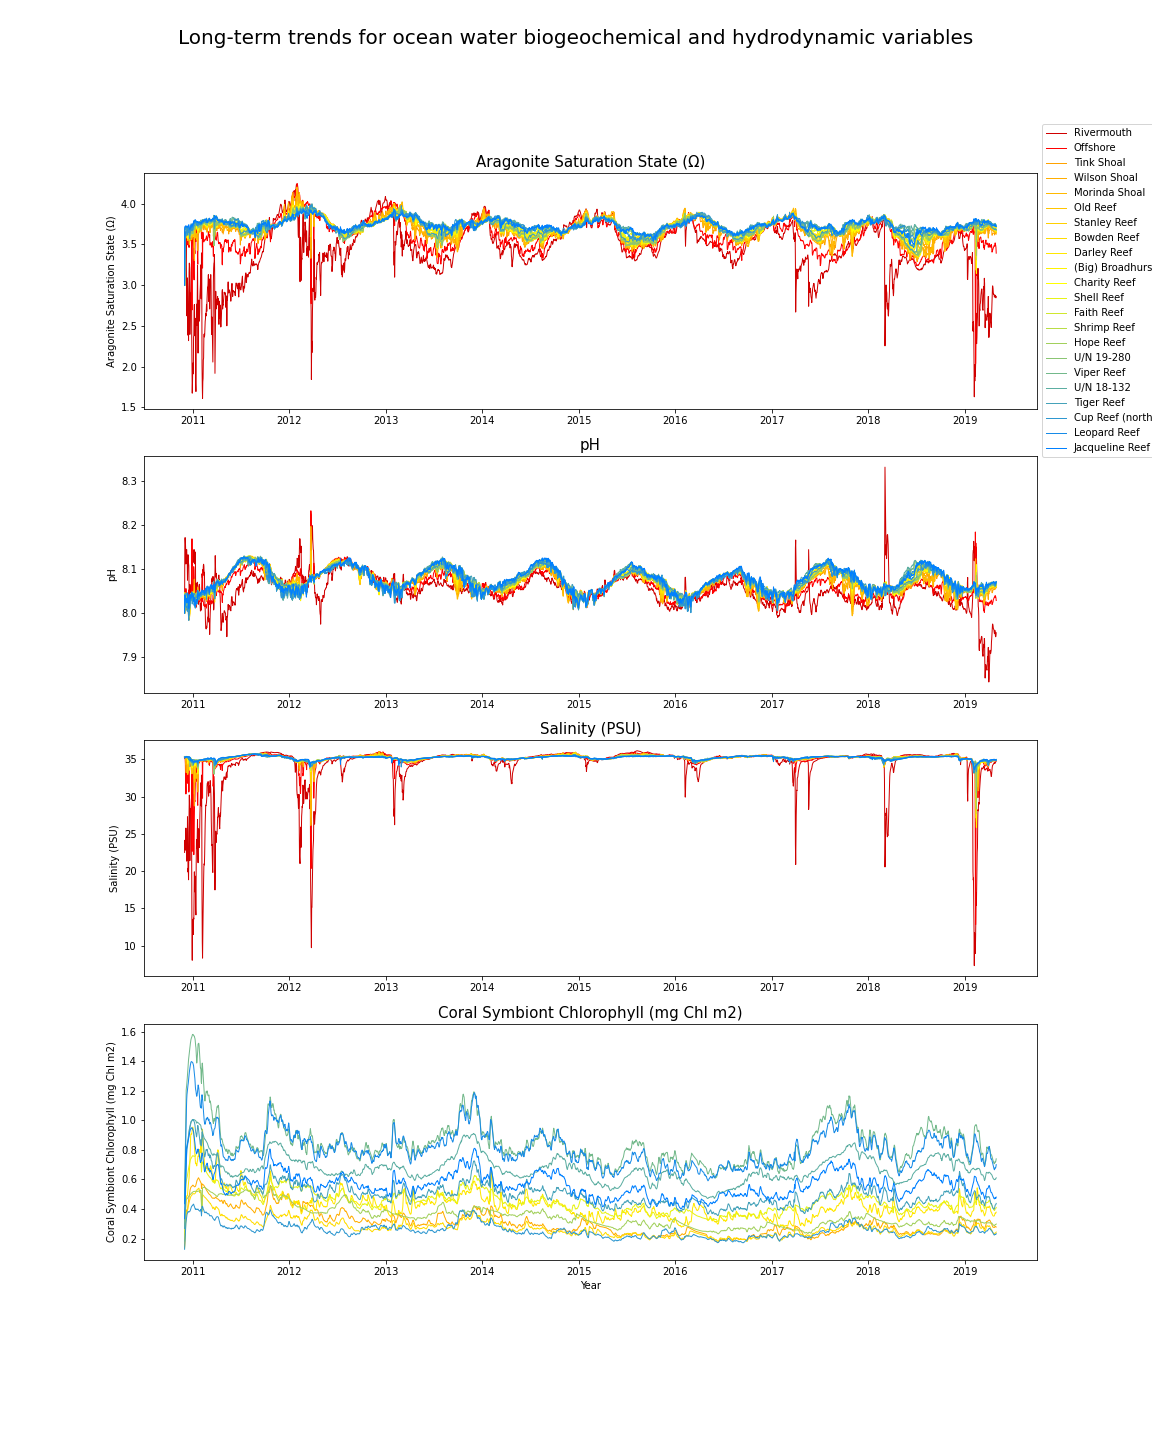 Long-term trends for ocean water biogeochemical and hydrodynamic variables
Rivermouth
Offshore
Tink Shoal
Wilson Shoal
Morinda Shoal
Old Reef
Stanley Reef
Bowden Reef
Darley Reef
(Big) Broadhurs
Charity Reef
Shell Reef
Faith Reef
Shrimp Reef
Hope Reef
U/N 19-280
Viper Reef
U/N 18-132
Tiger Reef
Cup Reef (north
Leopard Reef
Jacqueline Reef
Aragonite Saturation State (Ω)
Aragonite Saturation State (Ω)
4.0
3.5
3.0
2.5
2.0
1.5
2011 2012 2013 2014 2015 2016 2017 2018 2019
pH
pH
8.3
8.2
8.1
8.0
7.9
2011 2012 2013 2014 2015 2016 2017 2018 2019
Salinity (PSU)
Salinity (PSU)
35
30
25
20
15
10
2011 2012 2013 2014 2015 2016 2017 2018 2019
Coral Symbiont Chlorophyll (mg Chl m2)
Coral Symbiont Chlorophyll (mg Chl m2)
1.6
1.4
1.2
1.0
0.8
0.6
0.4
0.2
2011 2012 2013 2014 2015 2016 2017 2018 2019
Year